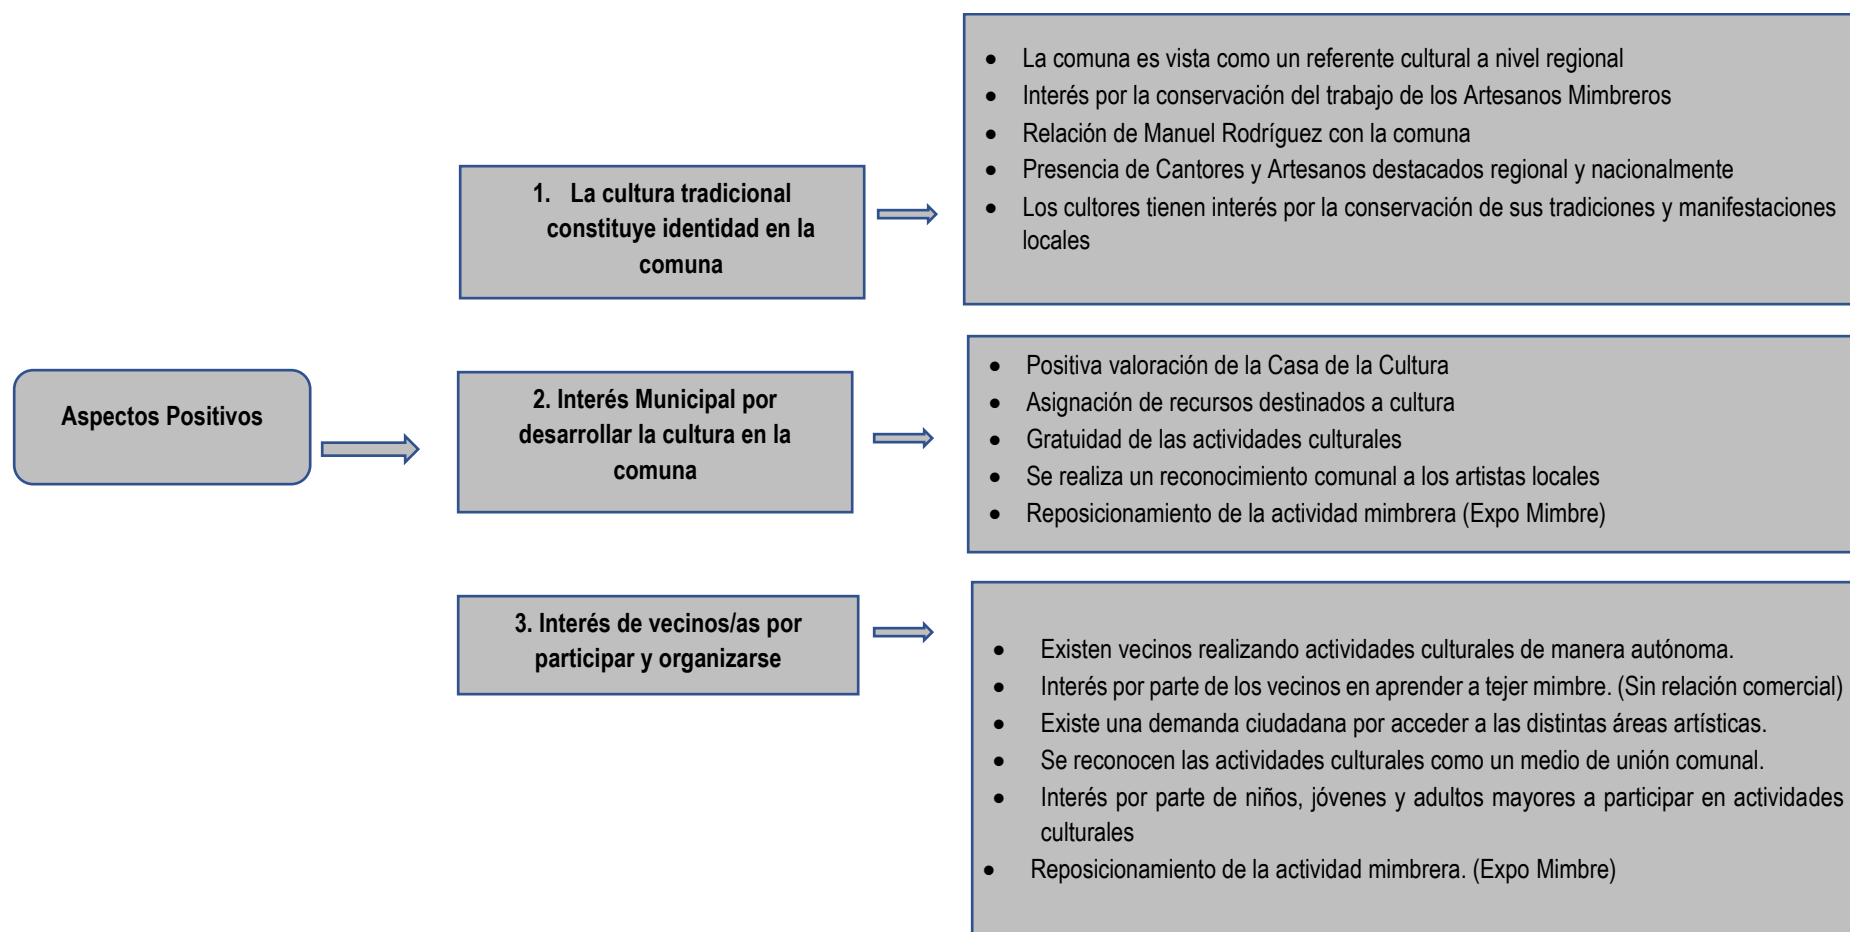 Aspectos Positivos
1. La cultura tradicional
constituye identidad en la
comuna
• La comuna es vista como un referente cultural a nivel regional
• Interés por la conservación del trabajo de los Artesanos Mimbreros
• Relación de Manuel Rodríguez con la comuna
• Presencia de Cantores y Artesanos destacados regional y nacionalmente
• Los cultores tienen interés por la conservación de sus tradiciones y manifestaciones
locales
2. Interés Municipal por
desarrollar la cultura en la
comuna
• Positiva valoración de la Casa de la Cultura
• Asignación de recursos destinados a cultura
• Gratuidad de las actividades culturales
• Se realiza un reconocimiento comunal a los artistas locales
• Reposicionamiento de la actividad mimbrera (Expo Mimbre)
3. Interés de vecinos/as por
participar y organizarse
• Existen vecinos realizando actividades culturales de manera autónoma.
• Interés por parte de los vecinos en aprender a tejer mimbre. (Sin relación comercial)
• Existe una demanda ciudadana por acceder a las distintas áreas artísticas.
• Se reconocen las actividades culturales como un medio de unión comunal.
• Interés por parte de niños, jóvenes y adultos mayores a participar en actividades
culturales
• Reposicionamiento de la actividad mimbrera. (Expo Mimbre)